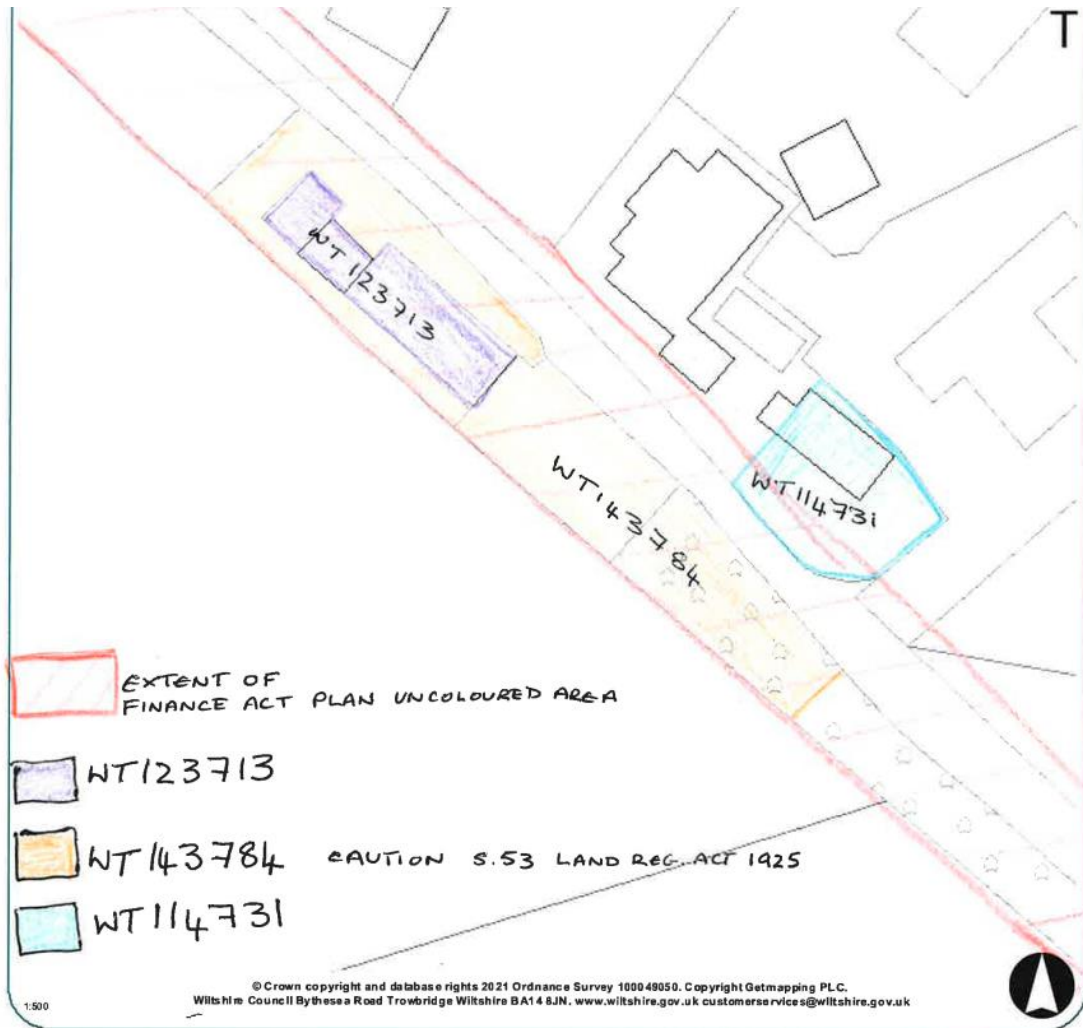 T
WT123713
WT143784
WT114731
EXTENT OF
FINANCE ACT PLAN UNCOLOURED AREA
WT123713
WT143784 CAUTION S.53 LAND REG. ACT 1925
WT114731
1:500
© Crown copyright and database rights 2021 Ordnance Survey 100049050. Copyright Getmapping PLC.
Wiltshire Council Bythesea Road Trowbridge Wiltshire BA14 8JN. www.wiltshire.gov.uk customerservices@wiltshire.gov.uk